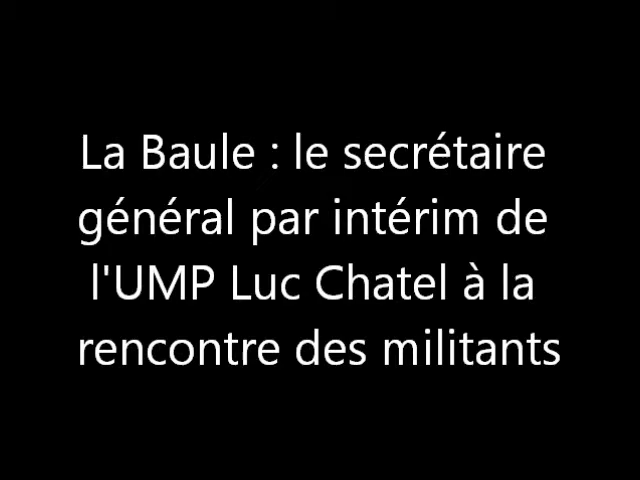 La Baule : le secrétaire
général par intérim de
l'UMP Luc Chatel à la
rencontre des militants